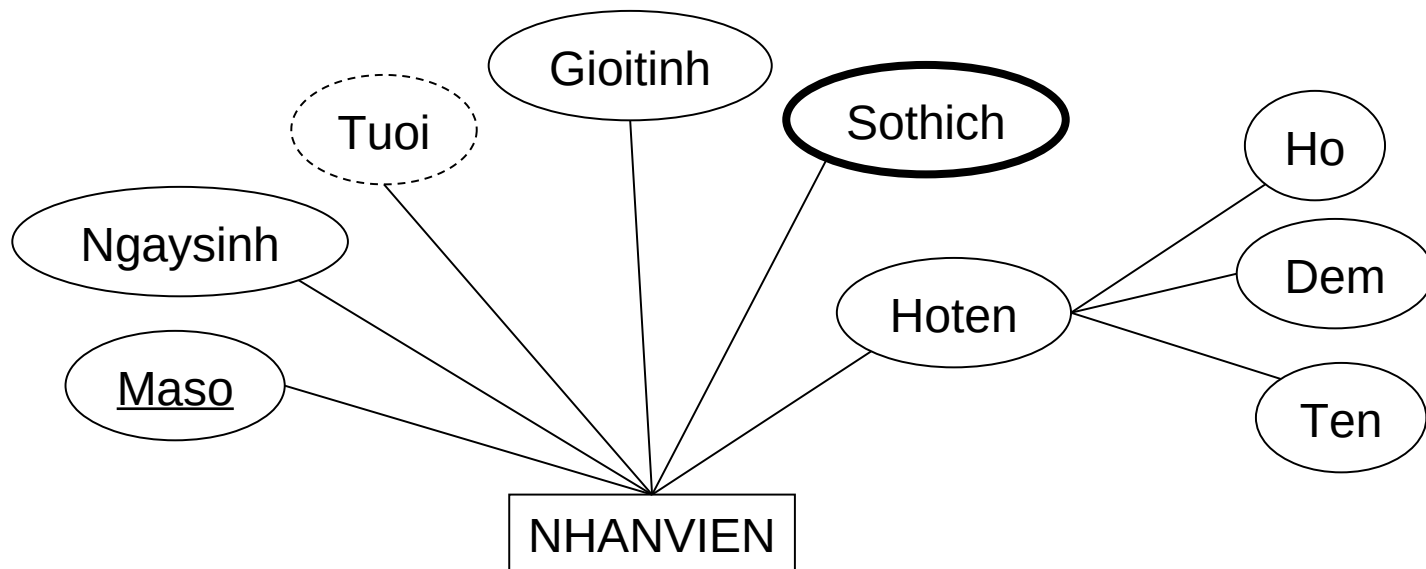 Gioitinh
Sothich
Tuoi
Ho
Ngaysinh
Dem
Hoten
Maso
Ten
NHANVIEN